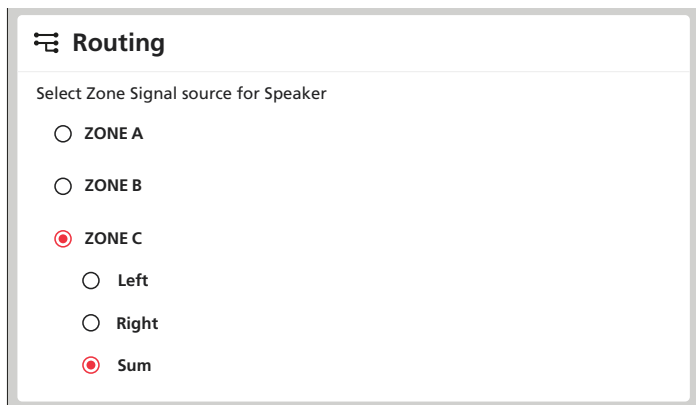 Routing
Select Zone Signal source for Speaker
ZONE A
ZONE B
ZONE C
Left
Right
Sum